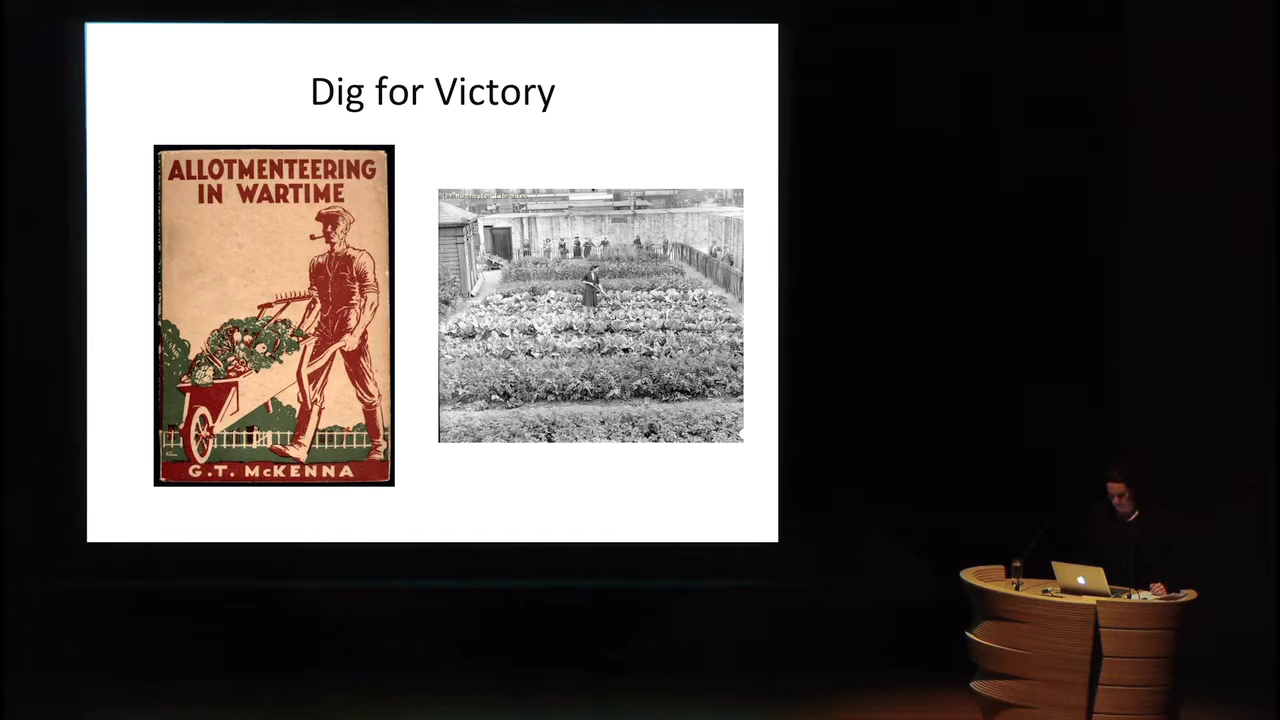 Dig for Victory
ALLOTMENTEERING
IN WARTIME
G.T. McKENNA